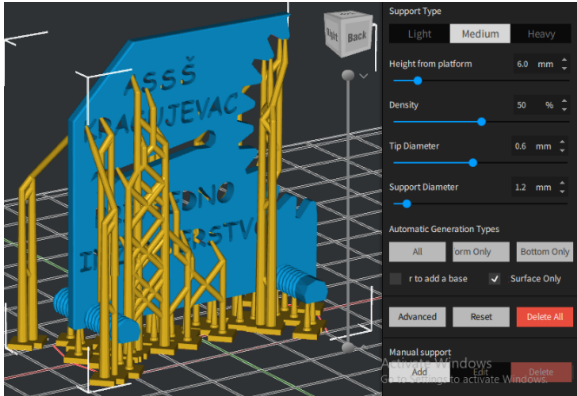 Support Type
Light Medium Heavy
Height from platform 6.0 mm
Density 50 %
Tip Diameter 0.6 mm
Support Diameter 1.2 mm
Automatic Generation Types
All orm Only Bottom Only
r to add a base Surface Only
Advanced Reset Delete All
Manual support
Add Edit Delete
Activate Windows
Go to Settings to activate Windows.
Back
ASSŠ